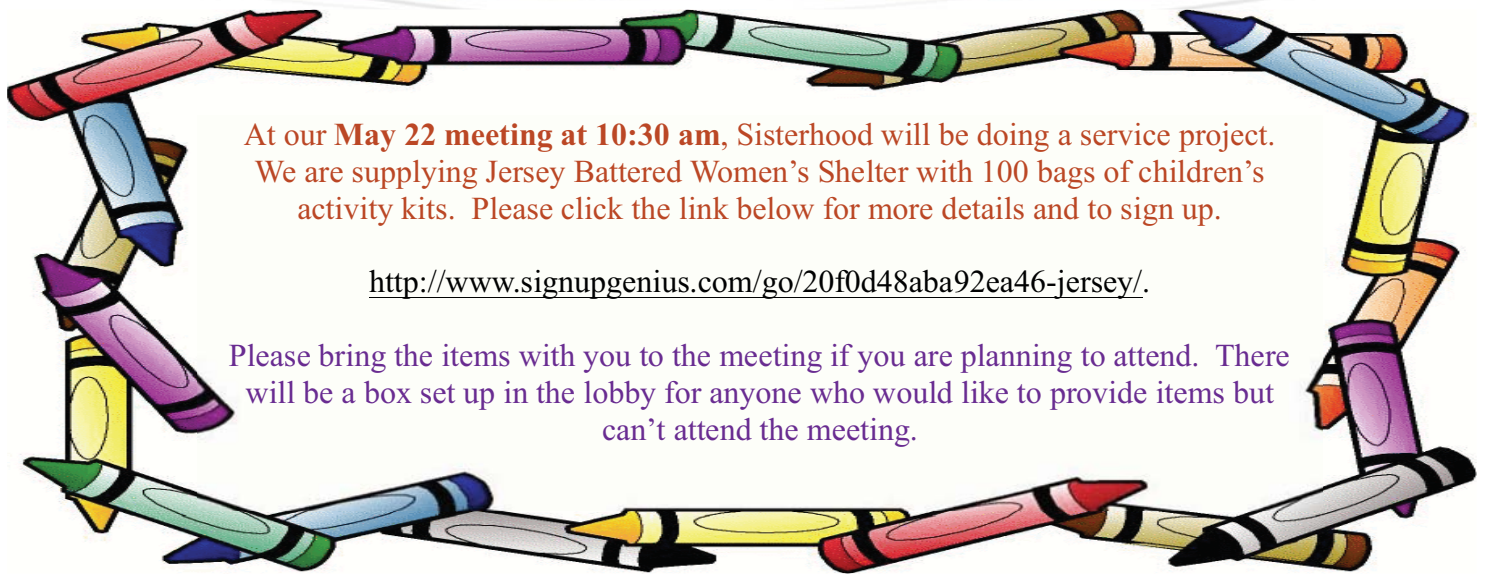 At our May 22 meeting at 10:30 am, Sisterhood will be doing a service project.
We are supplying Jersey Battered Women’s Shelter with 100 bags of children’s
activity kits.  Please click the link below for more details and to sign up.
http://www.signupgenius.com/go/20f0d48aba92ea46-jersey/.
Please bring the items with you to the meeting if you are planning to attend.  There
will be a box set up in the lobby for anyone who would like to provide items but
can’t attend the meeting.